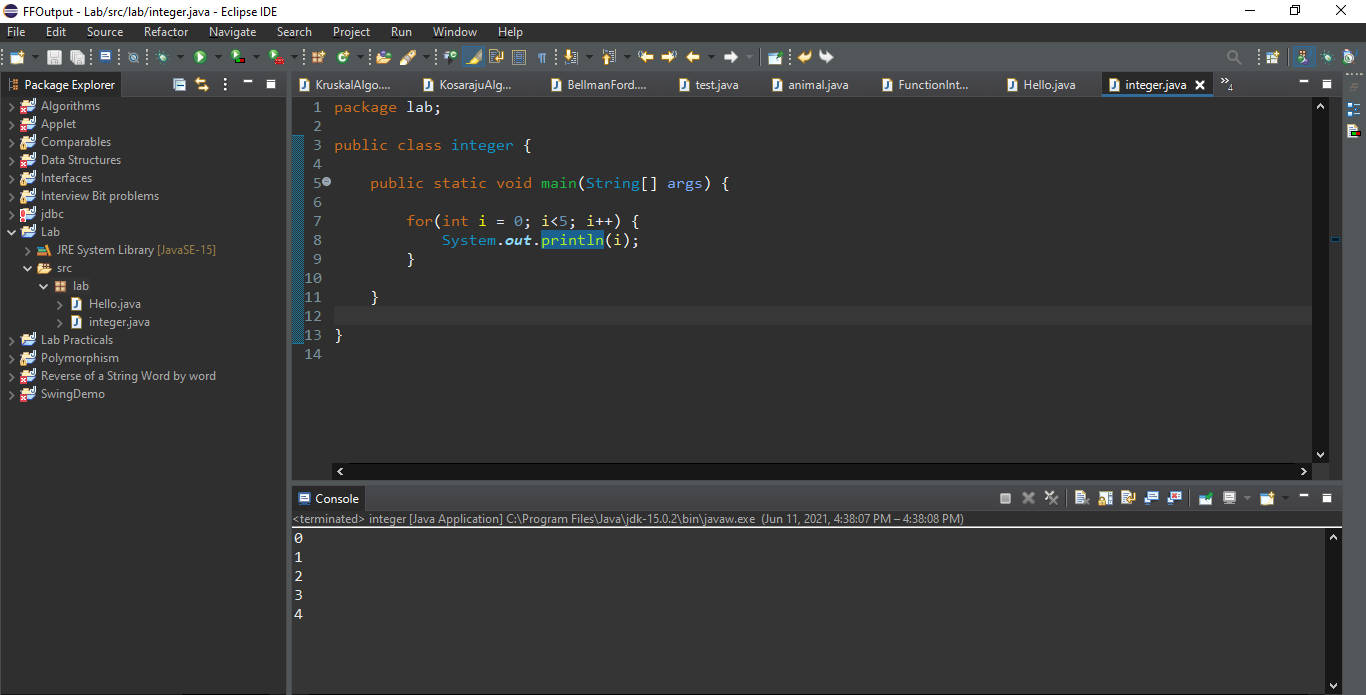 FFOutput - Lab/src/lab/integer.java - Eclipse IDE
File Edit Source Refactor Navigate Search Project Run Window Help
Package Explorer
Algorithms
Applet
Comparables
Data Structures
Interfaces
Interview Bit problems
jdbc
Lab
JRE System Library [JavaSE-15]
src
lab
Hello.java
integer.java
Lab Practicals
Polymorphism
Reverse of a String Word by word
SwingDemo
KruskalAlgo.... KosarajuAlg... BellmanFord.... test.java animal.java FunctionInt... Hello.java integer.java 4
1 package lab;
2
3 public class integer {
4
5 public static void main(String[] args) {
6
7 for(int i = 0; i<5; i++) {
8 System.out.println(i);
9 }
10
11 }
12
13 }
14
Console
<terminated> integer [Java Application] C:\Program Files\Java\jdk-15.0.2\bin\javaw.exe (Jun 11, 2021, 4:38:07 PM – 4:38:08 PM)
0
1
2
3
4